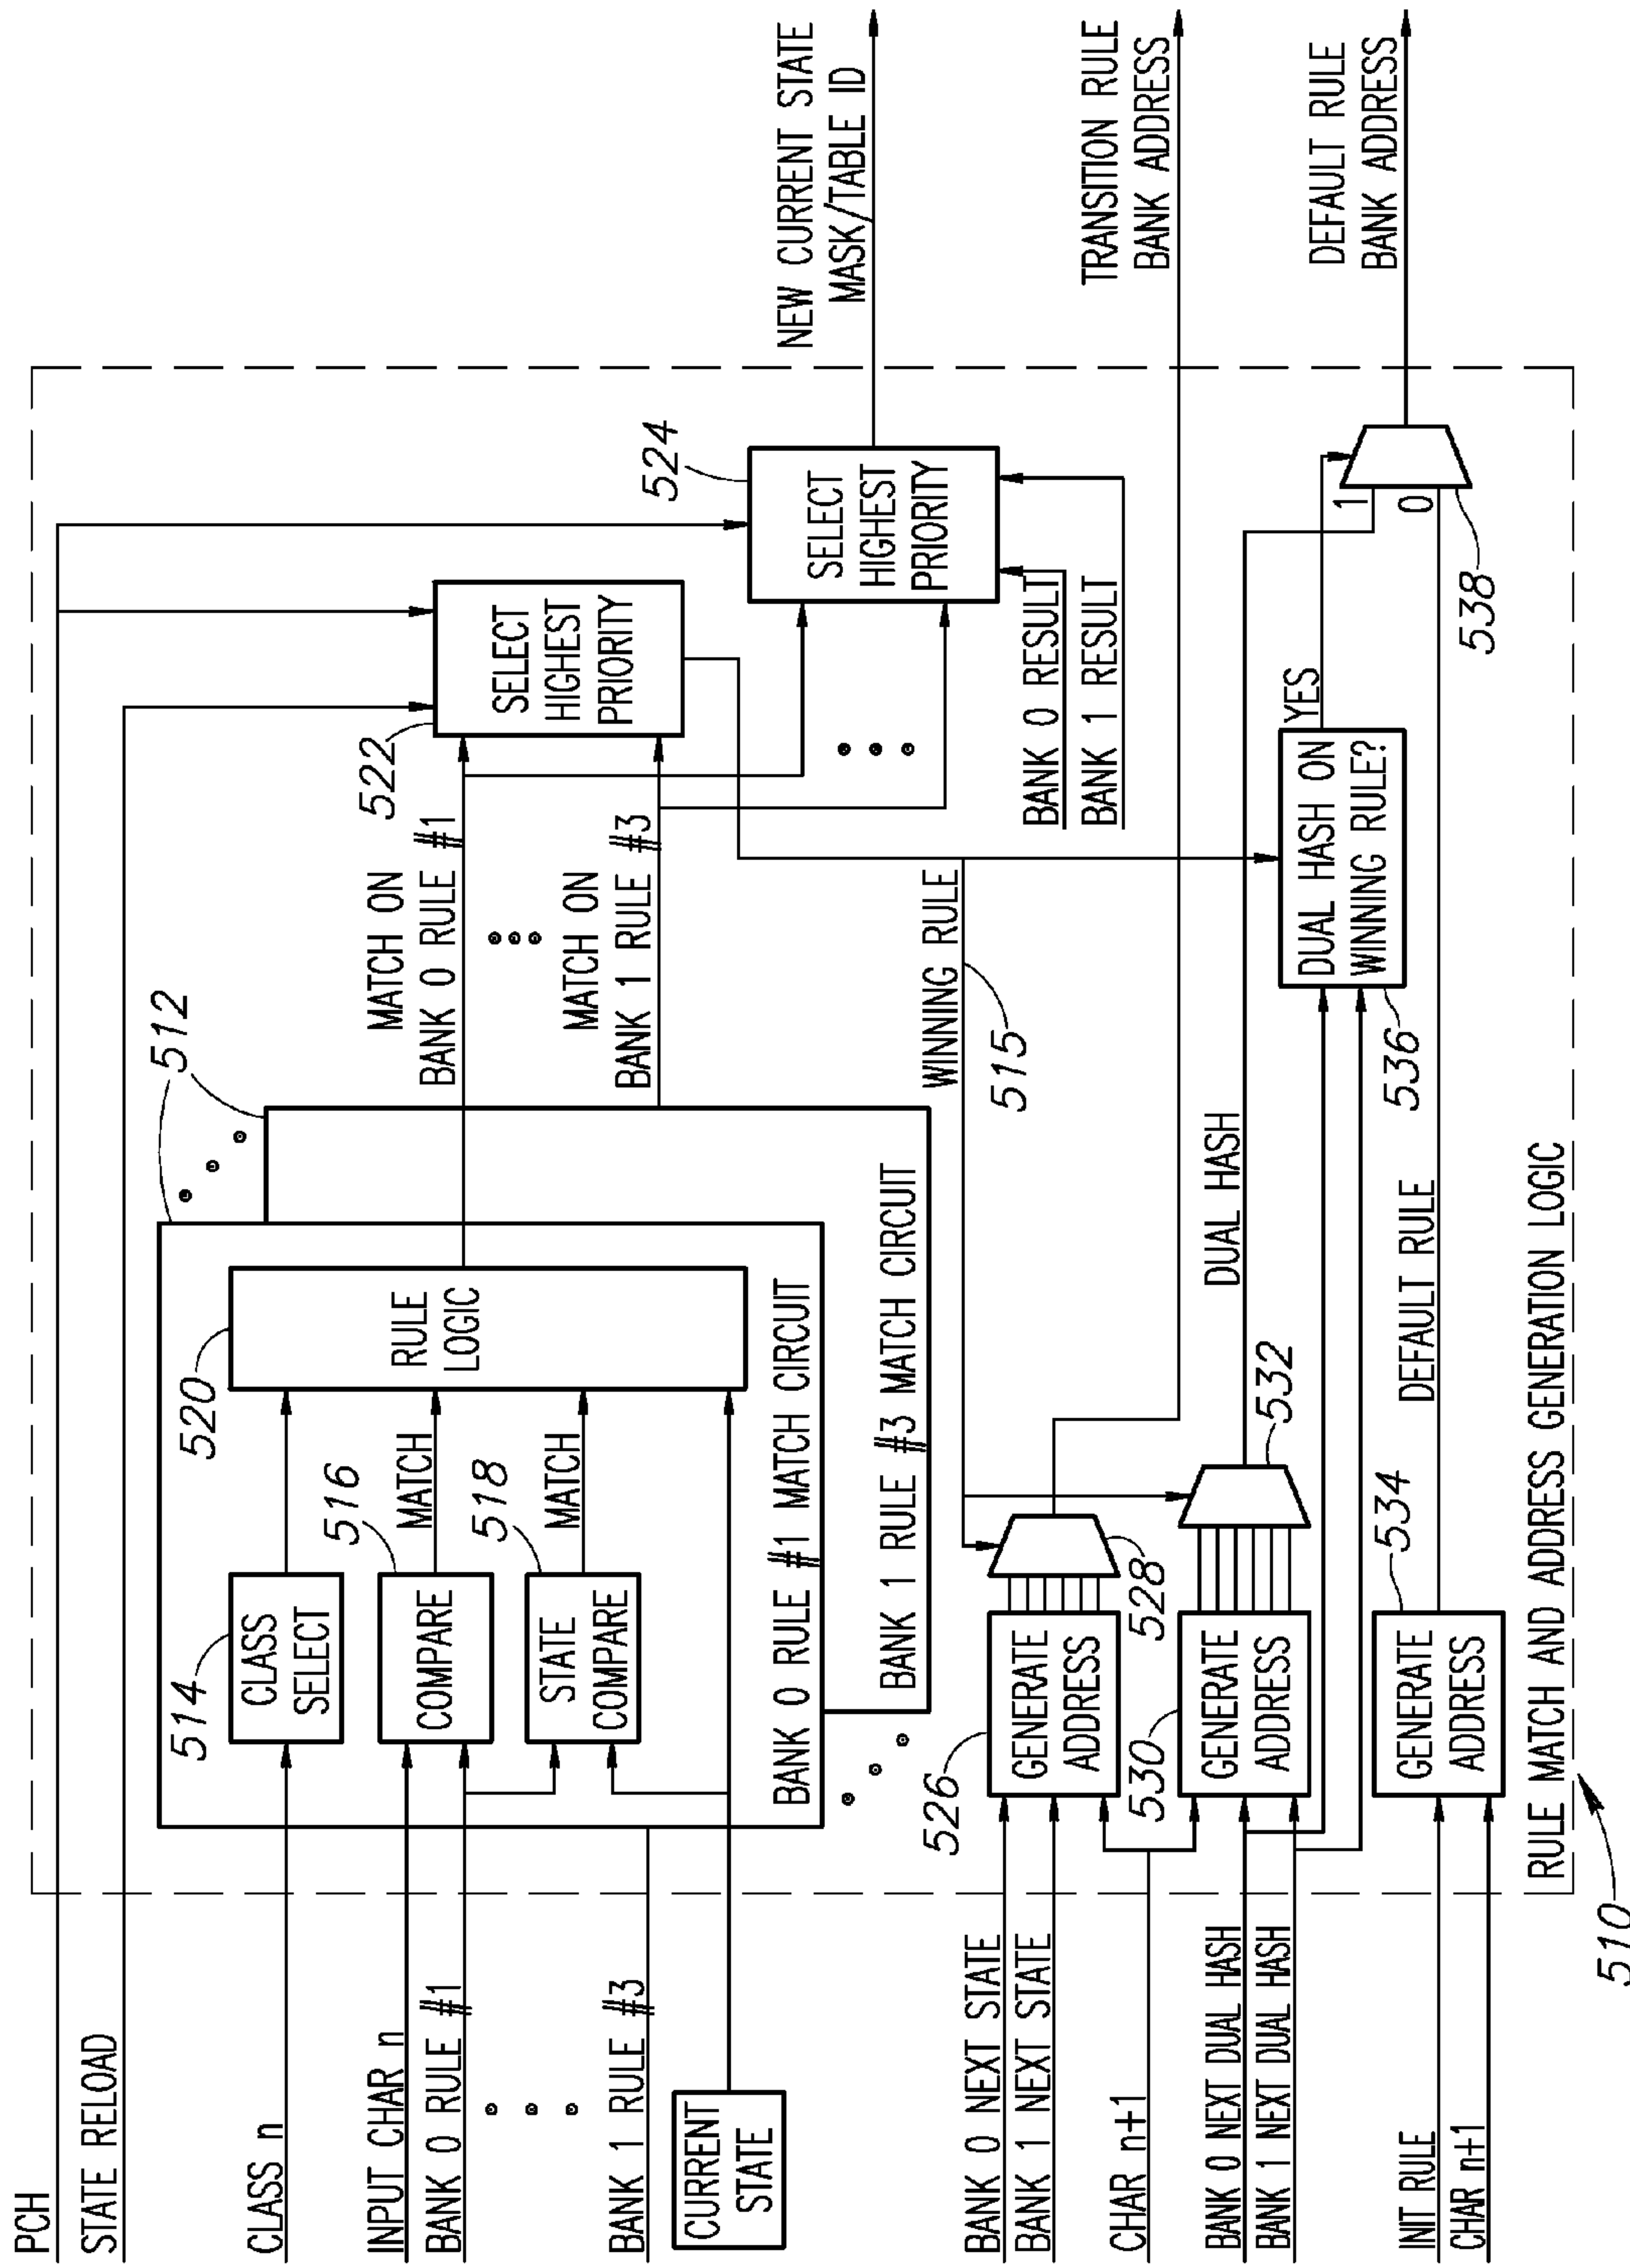 PCH
STATE RELOAD
CLASS n
INPUT CHAR n
BANK 0 RULE #1
BANK 1 RULE #3
CURRENT
STATE
BANK 0 NEXT STATE
BANK 1 NEXT STATE
CHAR n+1
BANK 0 NEXT DUAL HASH
BANK 1 NEXT DUAL HASH
INIT RULE
CHAR n+1
512
514
CLASS
SELECT
516
COMPARE
MATCH
518
STATE
COMPARE
MATCH
520
RULE
LOGIC
BANK 0 RULE #1 MATCH CIRCUIT
BANK 1 RULE #3 MATCH CIRCUIT
MATCH ON
BANK 0 RULE #1
MATCH ON
BANK 1 RULE #3
522
SELECT
HIGHEST
PRIORITY
524
SELECT
HIGHEST
PRIORITY
BANK 0 RESULT
BANK 1 RESULT
NEW CURRENT STATE
MASK/TABLE ID
WINNING RULE
515
526
GENERATE
ADDRESS
528
TRANSITION RULE
BANK ADDRESS
530
GENERATE
ADDRESS
532
DUAL HASH
534
GENERATE
ADDRESS
DEFAULT RULE
536
DUAL HASH ON
WINNING RULE?
YES
1
0
538
DEFAULT RULE
BANK ADDRESS
RULE MATCH AND ADDRESS GENERATION LOGIC
510